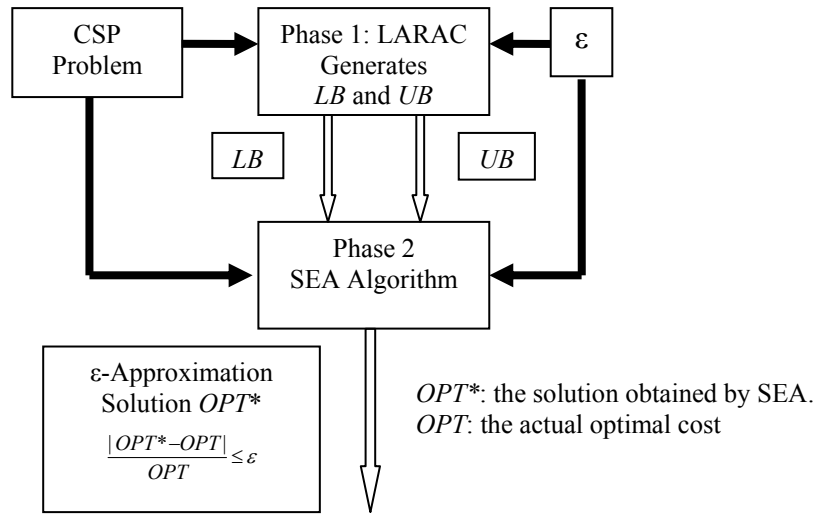 CSP
Problem
Phase 1: LARAC
Generates
LB and UB
ε
LB
UB
Phase 2
SEA Algorithm
ε-Approximation
Solution OPT*
|OPT*−OPT|
OPT
≤ ε
OPT*: the solution obtained by SEA.
OPT: the actual optimal cost